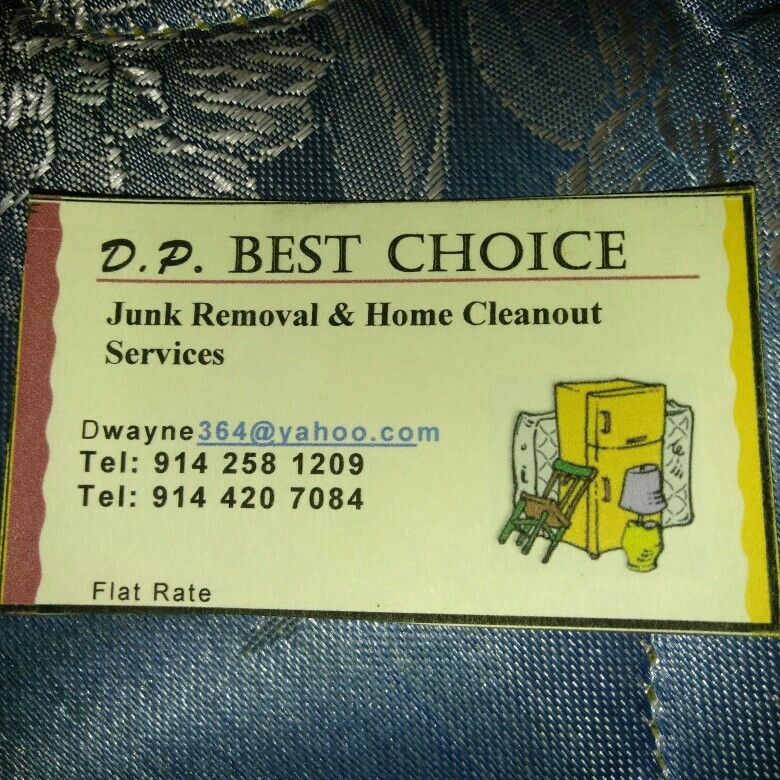 D.P. BEST CHOICE
Junk Removal & Home Cleanout
Services
Dwayne364@yahoo.com
Tel: 914 258 1209
Tel: 914 420 7084
Flat Rate